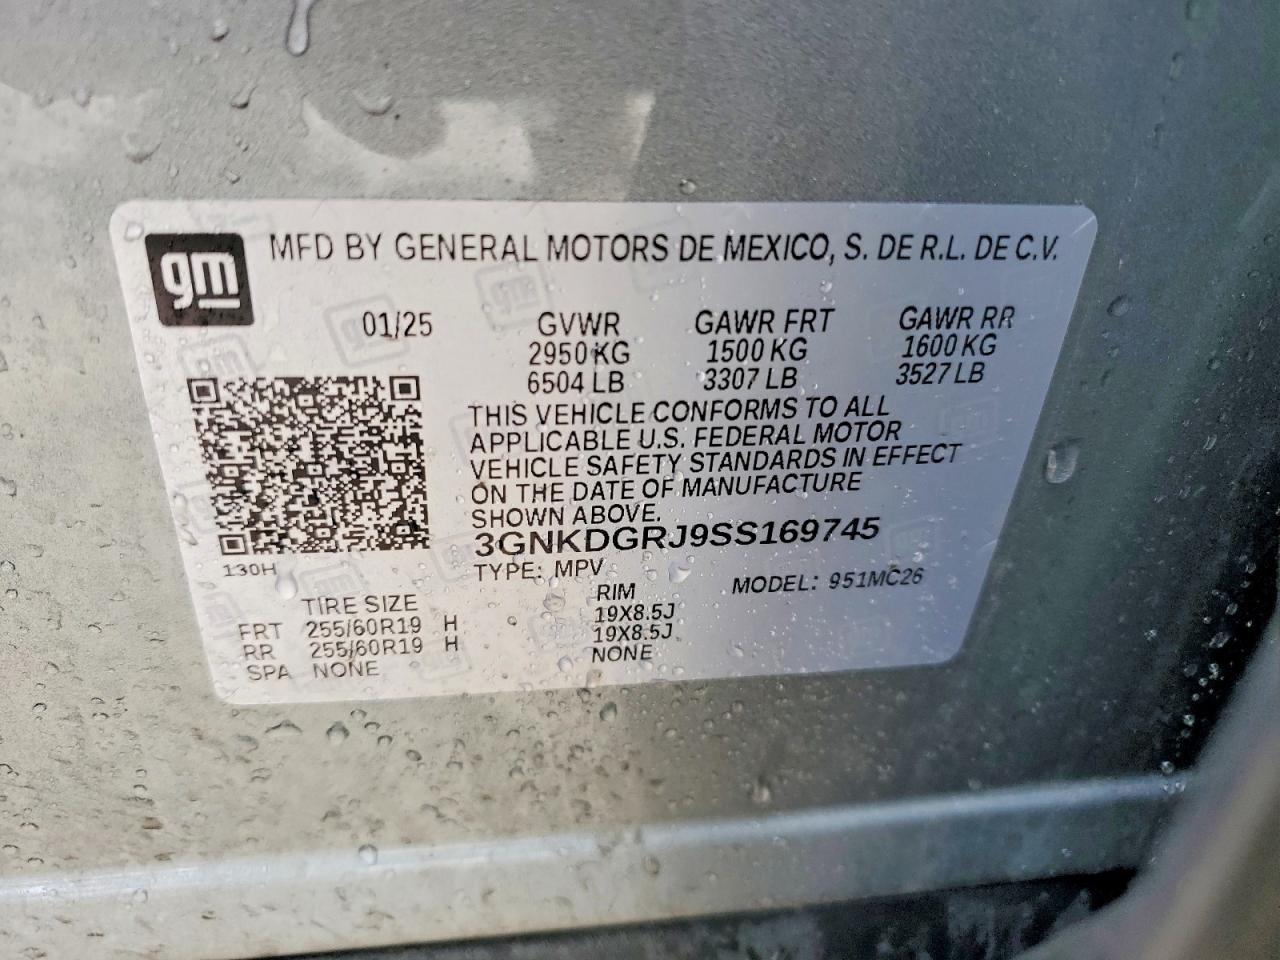 gm
MFD BY GENERAL MOTORS DE MEXICO, S. DE R.L. DE C.V.
01/25 GVWR GAWR FRT GAWR RR
2950 KG 1500 KG 1600 KG
6504 LB 3307 LB 3527 LB
THIS VEHICLE CONFORMS TO ALL
APPLICABLE U.S. FEDERAL MOTOR
VEHICLE SAFETY STANDARDS IN EFFECT
ON THE DATE OF MANUFACTURE
SHOWN ABOVE.
3GNKDGRJ9SS169745
130H
TYPE: MPV MODEL: 951MC26
TIRE SIZE RIM
FRT 255/60R19 H 19X8.5J
RR 255/60R19 H 19X8.5J
SPA NONE NONE